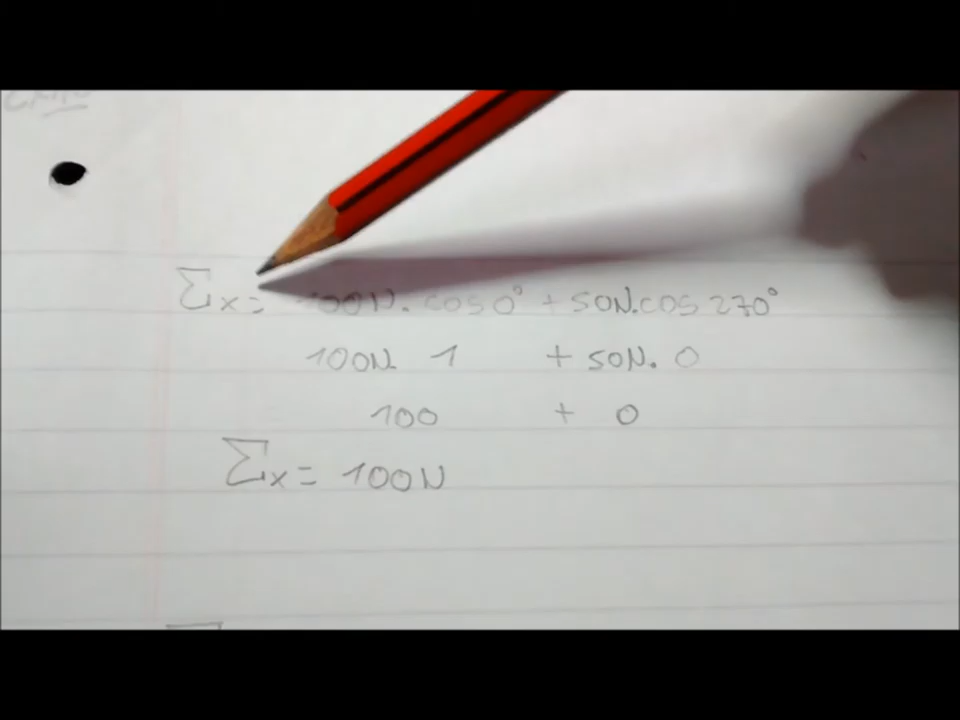 Σx= 100N. cos 0° + 50N. cos 270°
100N. 1 + 50N. 0
100 + 0
Σx= 100N